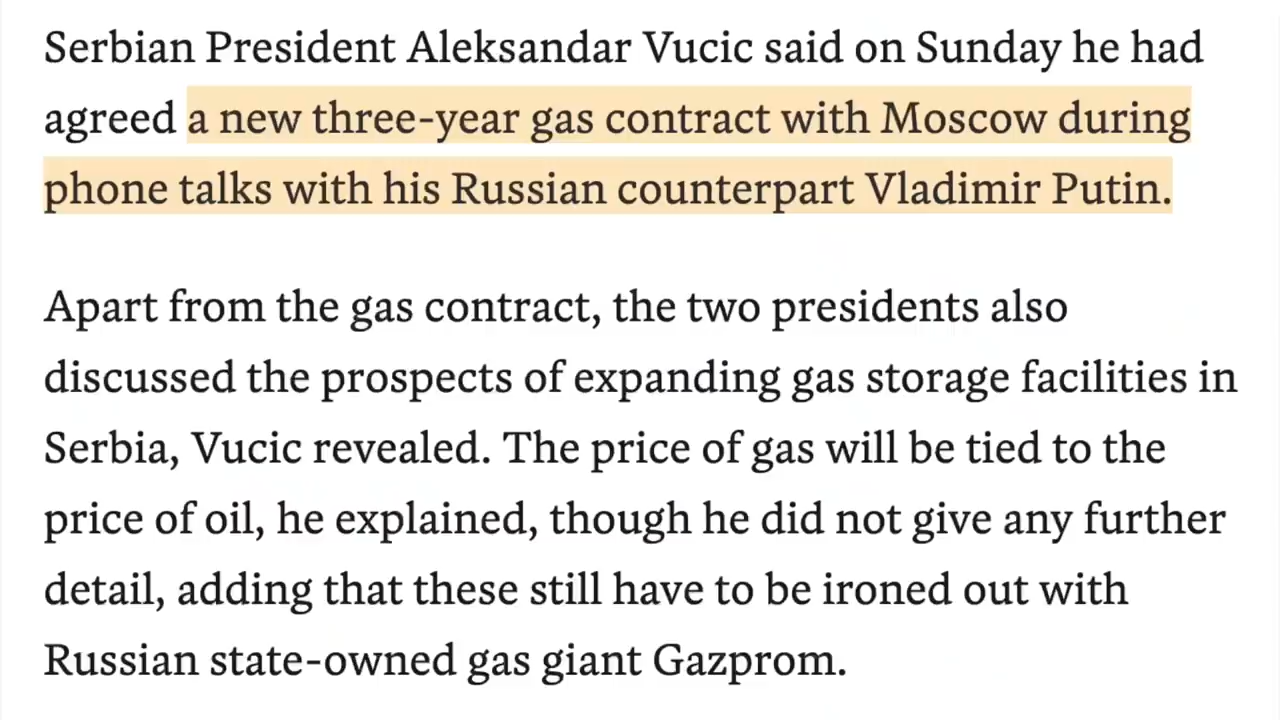 Serbian President Aleksandar Vucic said on Sunday he had
agreed a new three-year gas contract with Moscow during
phone talks with his Russian counterpart Vladimir Putin.
Apart from the gas contract, the two presidents also
discussed the prospects of expanding gas storage facilities in
Serbia, Vucic revealed. The price of gas will be tied to the
price of oil, he explained, though he did not give any further
detail, adding that these still have to be ironed out with
Russian state-owned gas giant Gazprom.